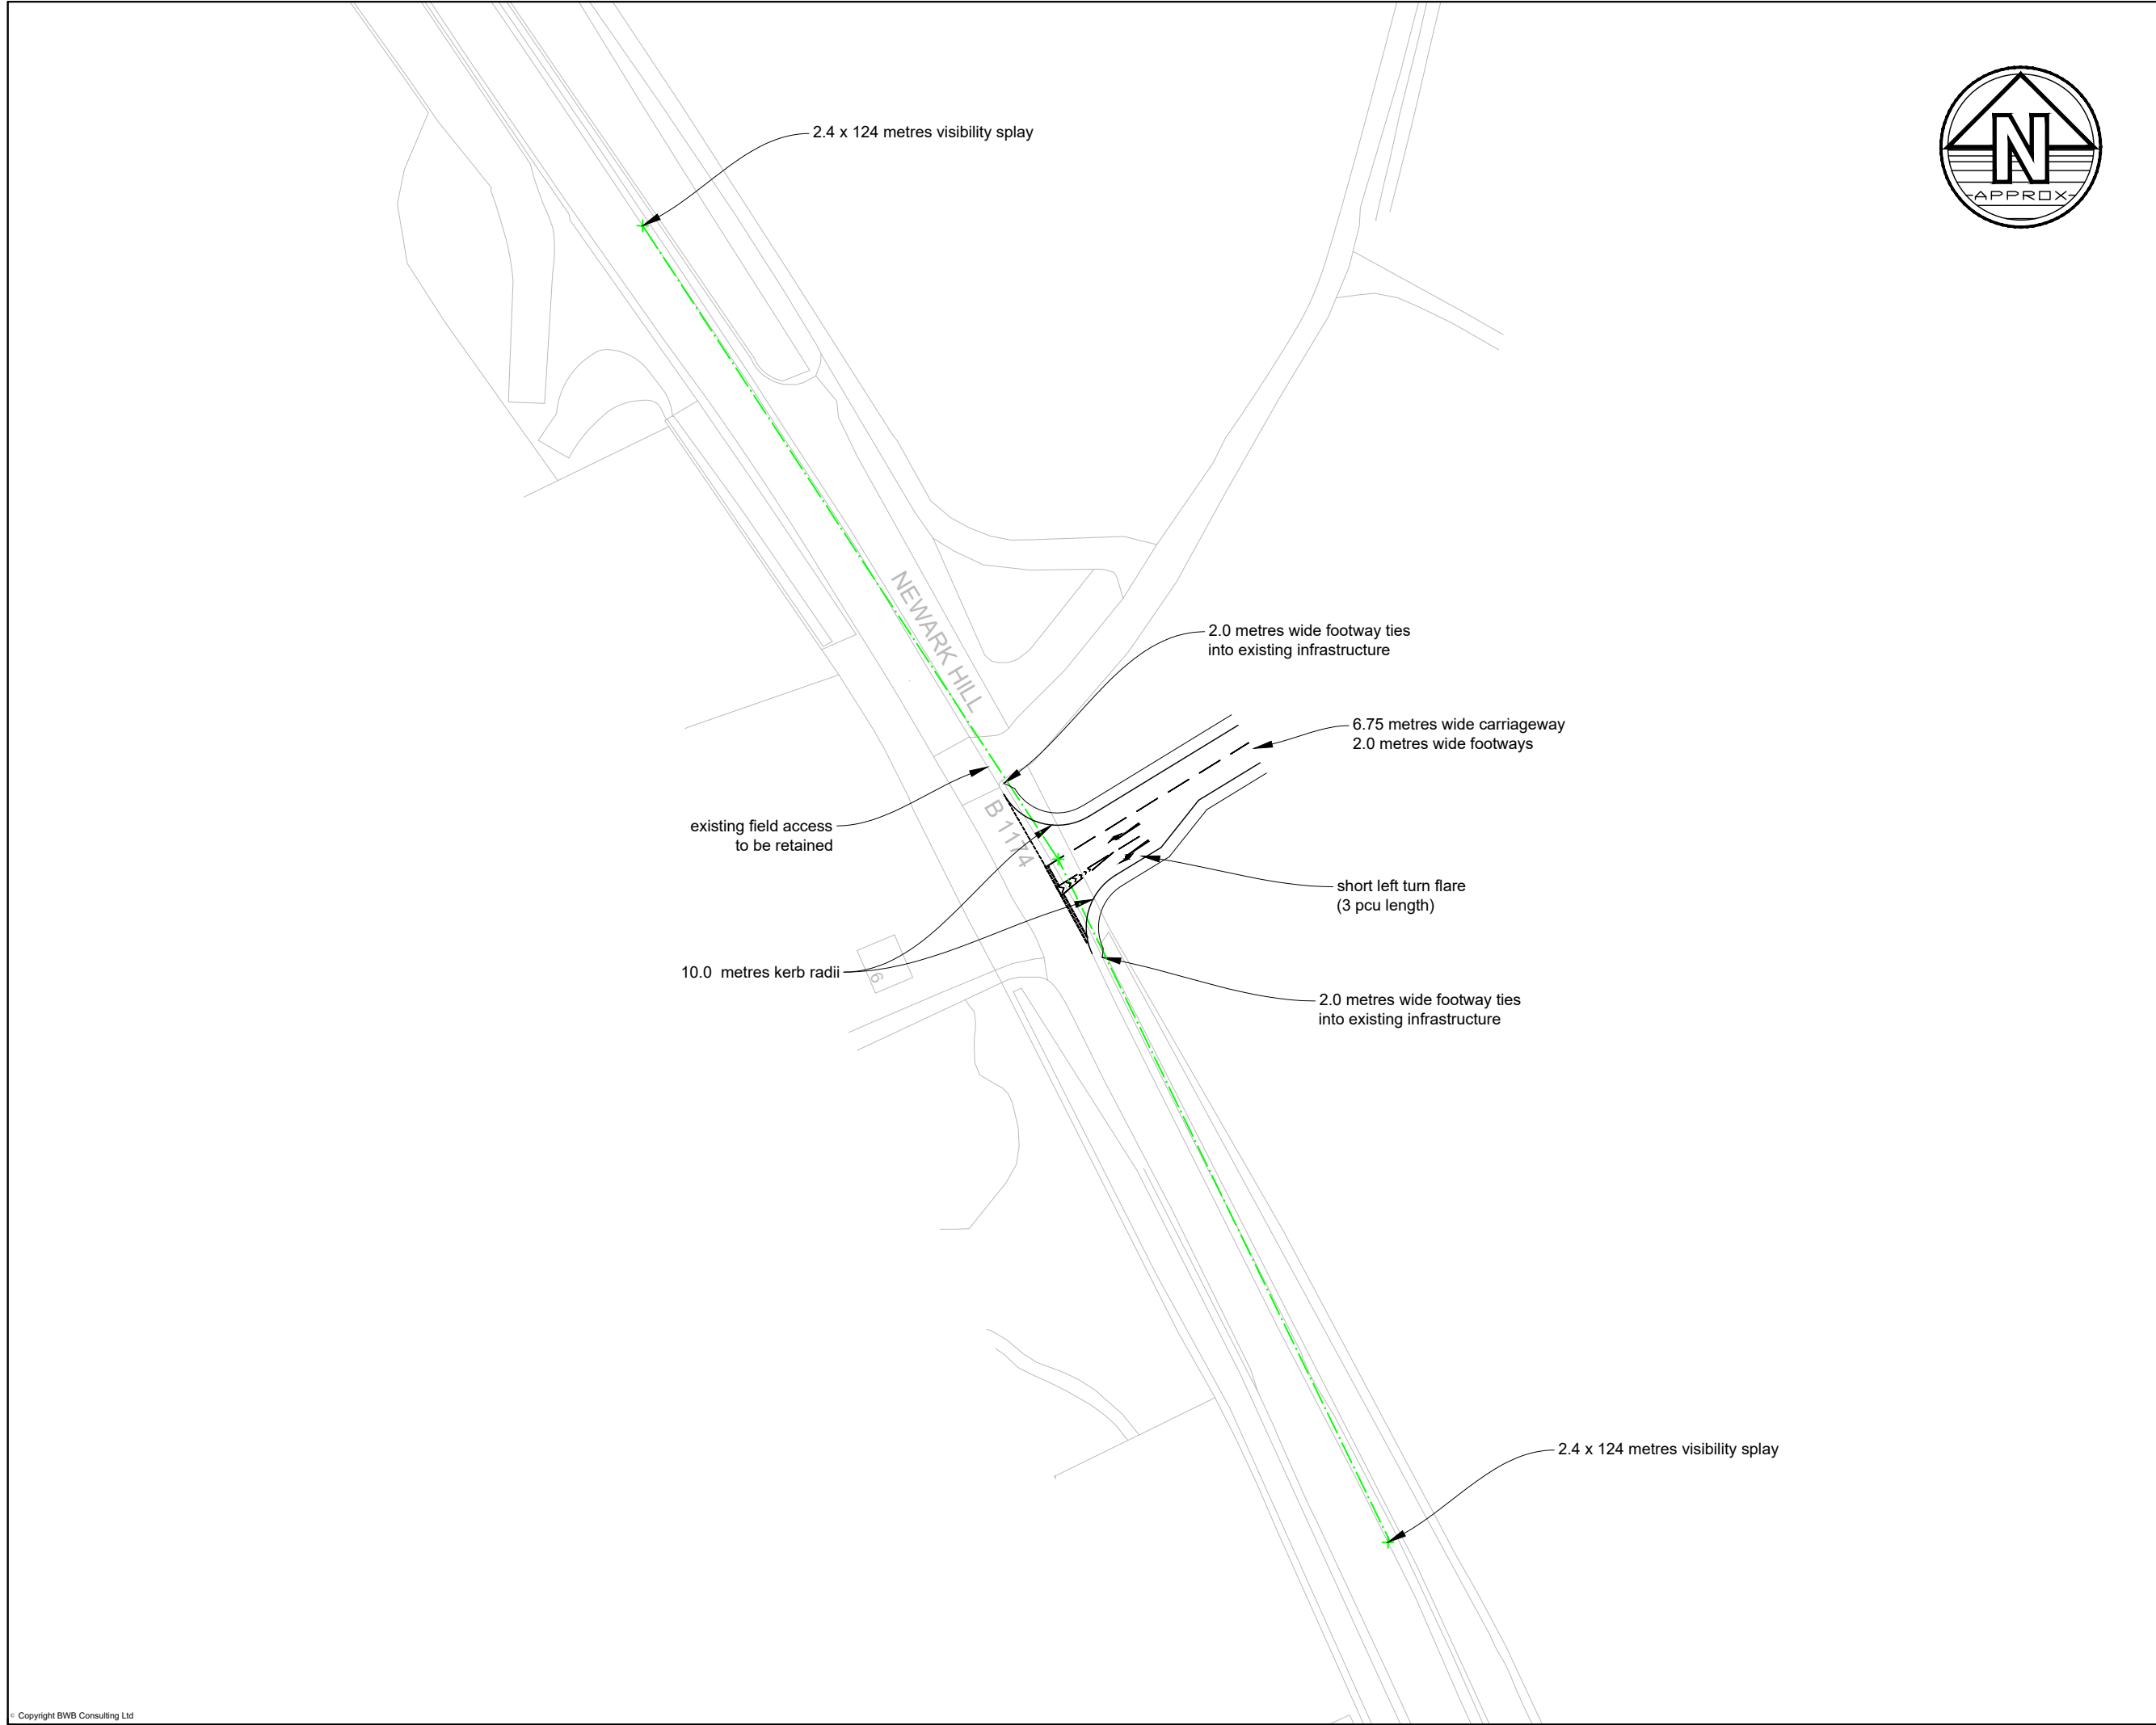 2.4 x 124 metres visibility splay
N
APPROX
NEWARK HILL
2.0 metres wide footway ties
into existing infrastructure
6.75 metres wide carriageway
2.0 metres wide footways
existing field access
to be retained
B 1174
short left turn flare
(3 pcu length)
10.0 metres kerb radii
6
2.0 metres wide footway ties
into existing infrastructure
2.4 x 124 metres visibility splay
© Copyright BWB Consulting Ltd